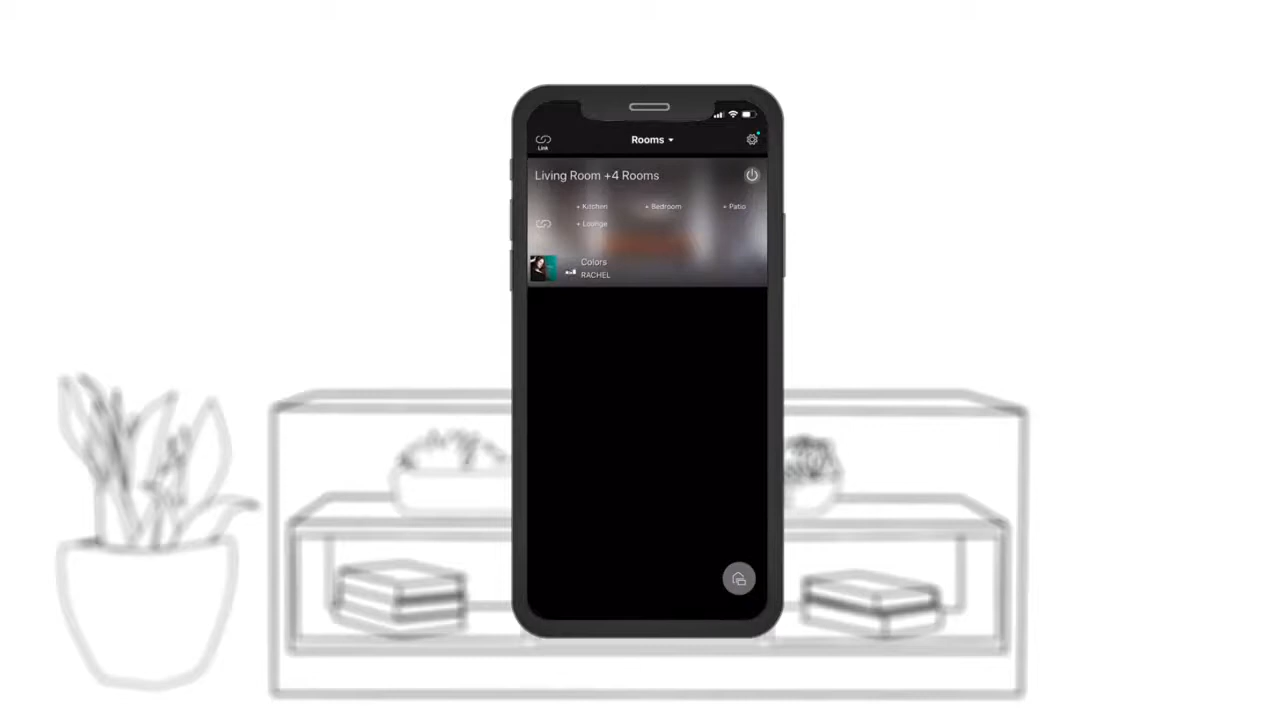 Rooms
Link
Living Room +4 Rooms
+ Kitchen + Bedroom + Patio
+ Lounge
Colors
RACHEL